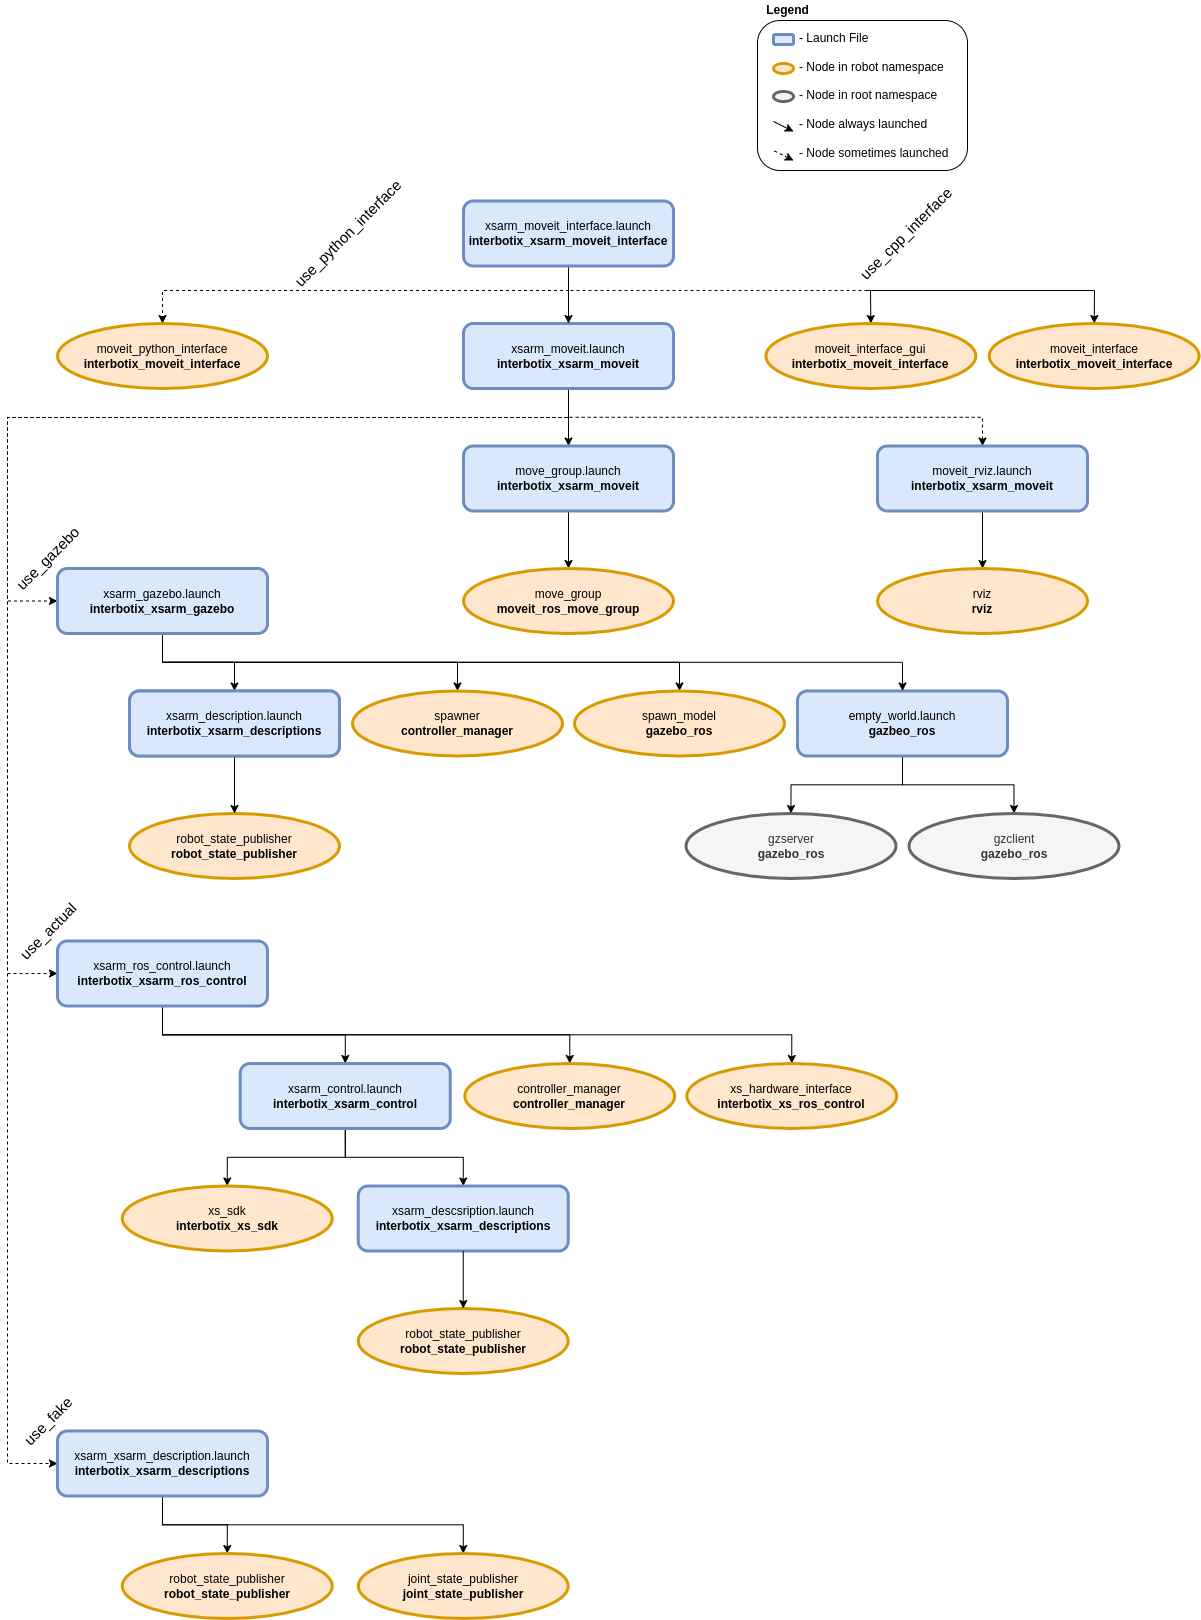 Legend
- Launch File
- Node in robot namespace
- Node in root namespace
- Node always launched
- Node sometimes launched
use_python_interface
use_cpp_interface
xsarm_moveit_interface.launch
interbotix_xsarm_moveit_interface
moveit_python_interface
interbotix_moveit_interface
xsarm_moveit.launch
interbotix_xsarm_moveit
moveit_interface_gui
interbotix_moveit_interface
moveit_interface
interbotix_moveit_interface
move_group.launch
interbotix_xsarm_moveit
moveit_rviz.launch
interbotix_xsarm_moveit
use_gazebo
xsarm_gazebo.launch
interbotix_xsarm_gazebo
move_group
moveit_ros_move_group
rviz
rviz
xsarm_description.launch
interbotix_xsarm_descriptions
spawner
controller_manager
spawn_model
gazebo_ros
empty_world.launch
gazbeo_ros
robot_state_publisher
robot_state_publisher
gzserver
gazebo_ros
gzclient
gazebo_ros
use_actual
xsarm_ros_control.launch
interbotix_xsarm_ros_control
xsarm_control.launch
interbotix_xsarm_control
controller_manager
controller_manager
xs_hardware_interface
interbotix_xs_ros_control
xs_sdk
interbotix_xs_sdk
xsarm_descsription.launch
interbotix_xsarm_descriptions
robot_state_publisher
robot_state_publisher
use_fake
xsarm_xsarm_description.launch
interbotix_xsarm_descriptions
robot_state_publisher
robot_state_publisher
joint_state_publisher
joint_state_publisher